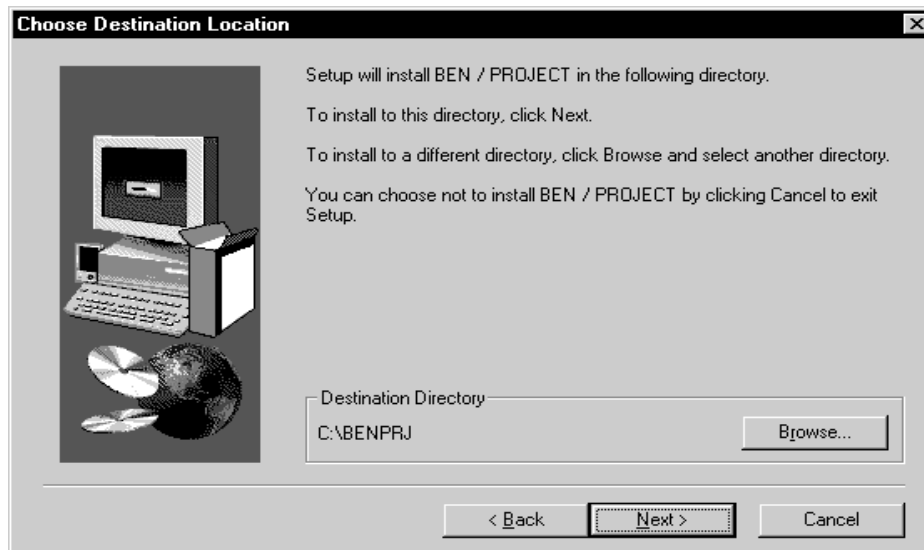 Choose Destination Location
Setup will install BEN / PROJECT in the following directory.
To install to this directory, click Next.
To install to a different directory, click Browse and select another directory.
You can choose not to install BEN / PROJECT by clicking Cancel to exit
Setup.
Destination Directory
C:\BENPRJ
Browse...
< Back
Next >
Cancel